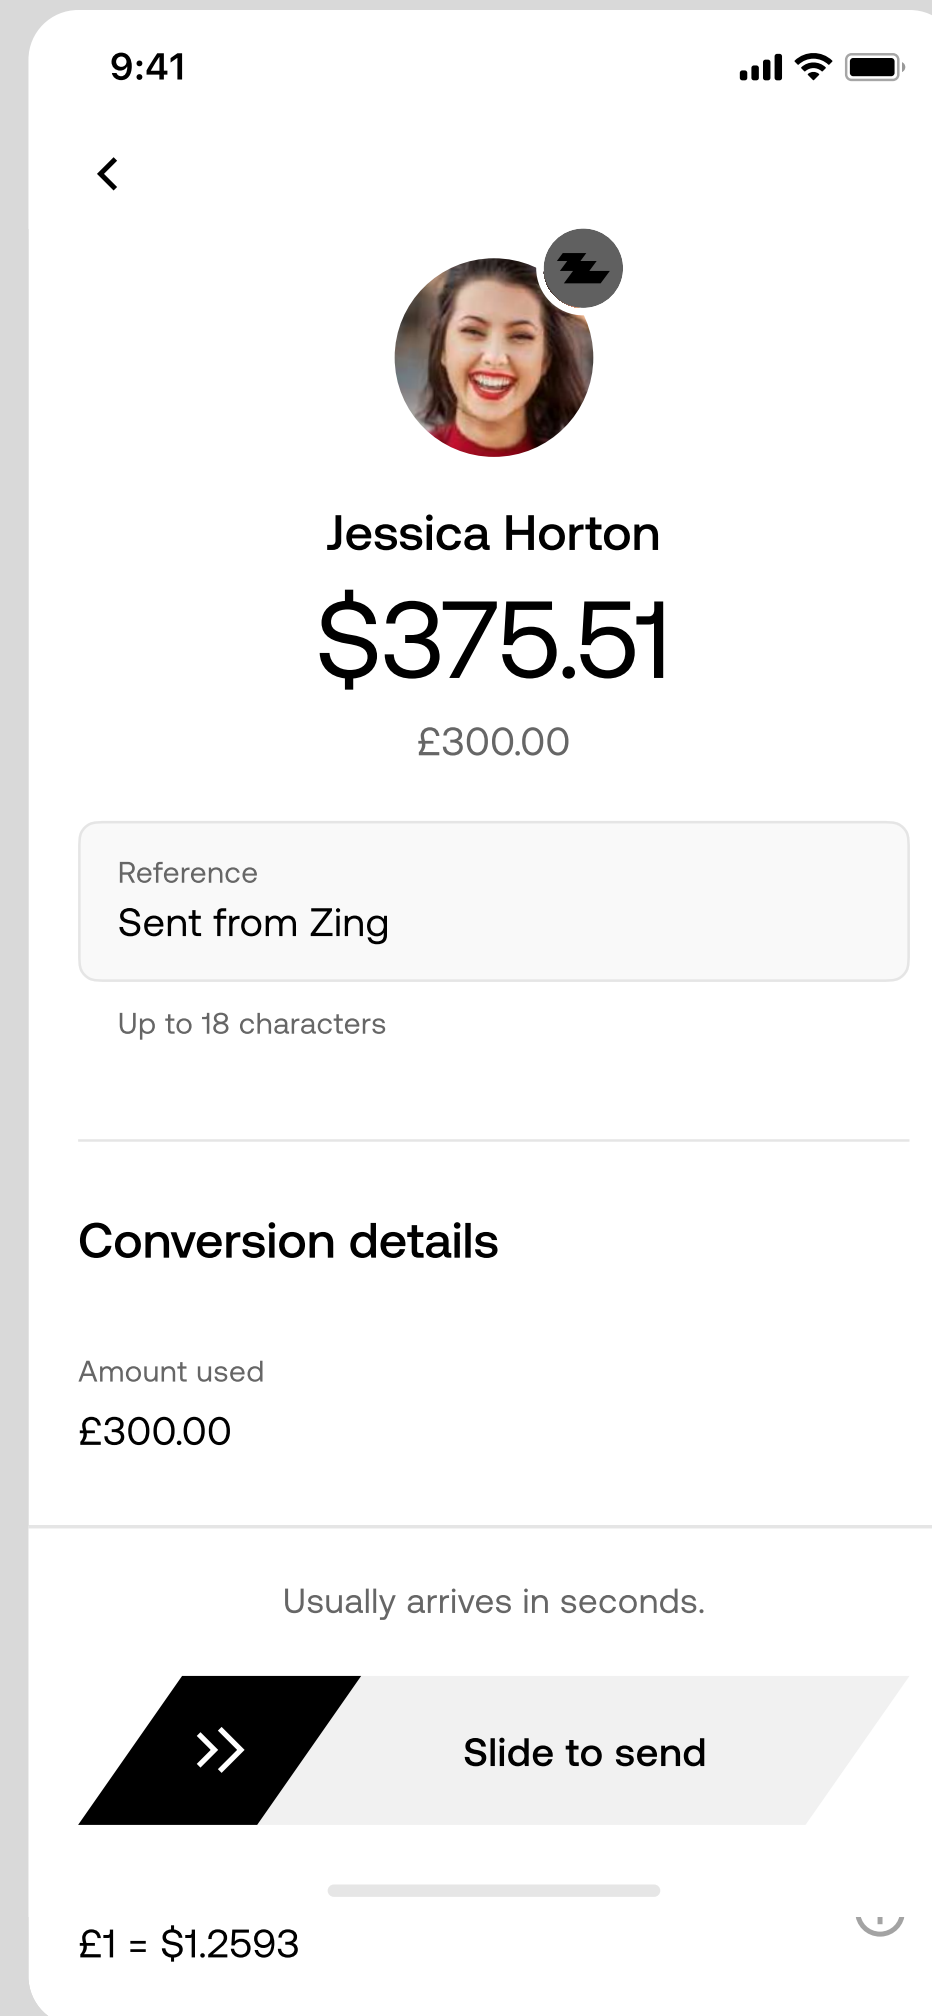 9:41
Jessica Horton
$375.51
£300.00
Reference
Sent from Zing
Up to 18 characters
Conversion details
Amount used
£300.00
Usually arrives in seconds.
Slide to send
£1 = $1.2593